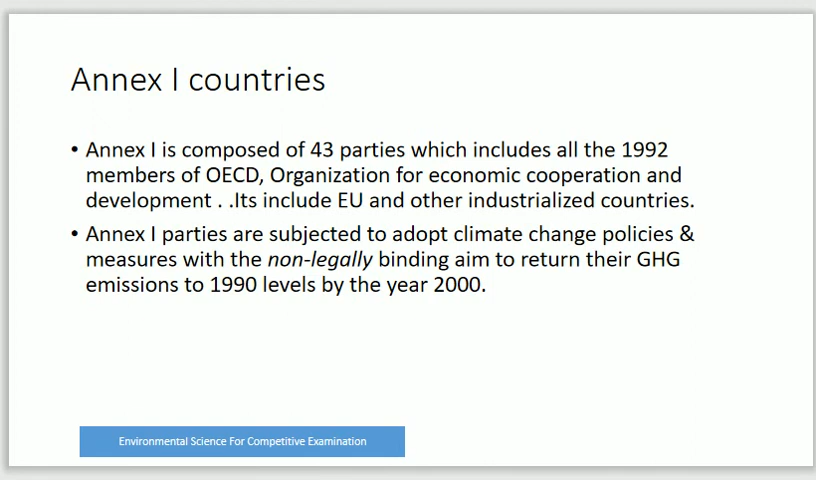 Annex I countries
• Annex I is composed of 43 parties which includes all the 1992
members of OECD, Organization for economic cooperation and
development . .Its include EU and other industrialized countries.
• Annex I parties are subjected to adopt climate change policies &
measures with the non-legally binding aim to return their GHG
emissions to 1990 levels by the year 2000.
Environmental Science For Competitive Examination